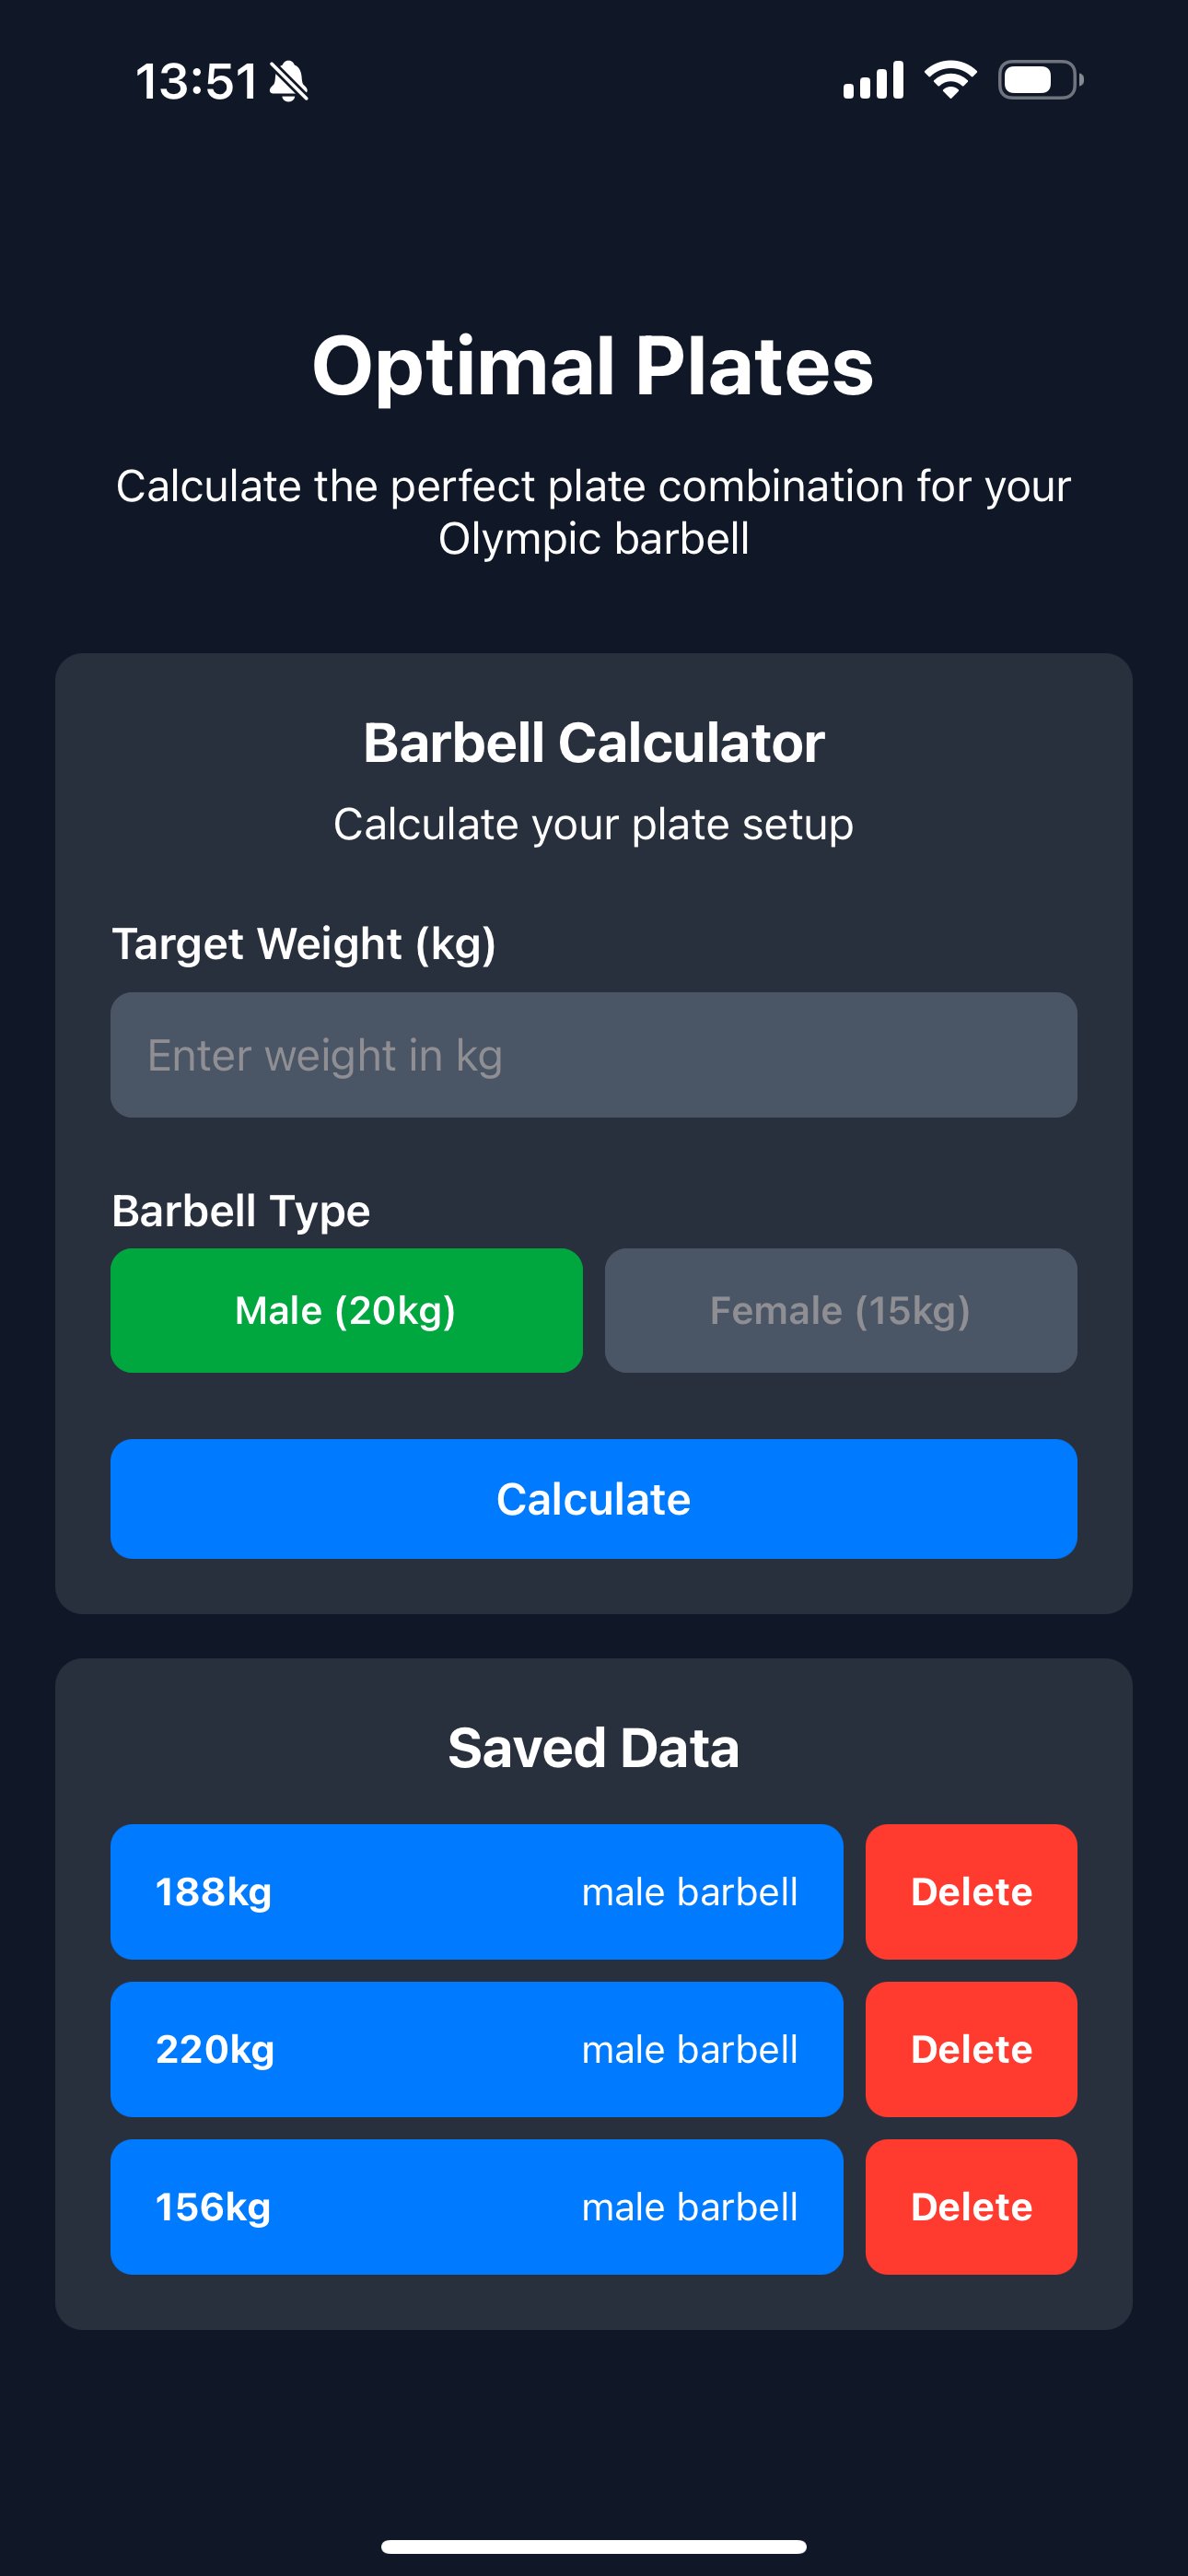 13:51
Optimal Plates
Calculate the perfect plate combination for your
Olympic barbell
Barbell Calculator
Calculate your plate setup
Target Weight (kg)
Enter weight in kg
Barbell Type
Male (20kg) Female (15kg)
Calculate
Saved Data
188kg male barbell Delete
220kg male barbell Delete
156kg male barbell Delete